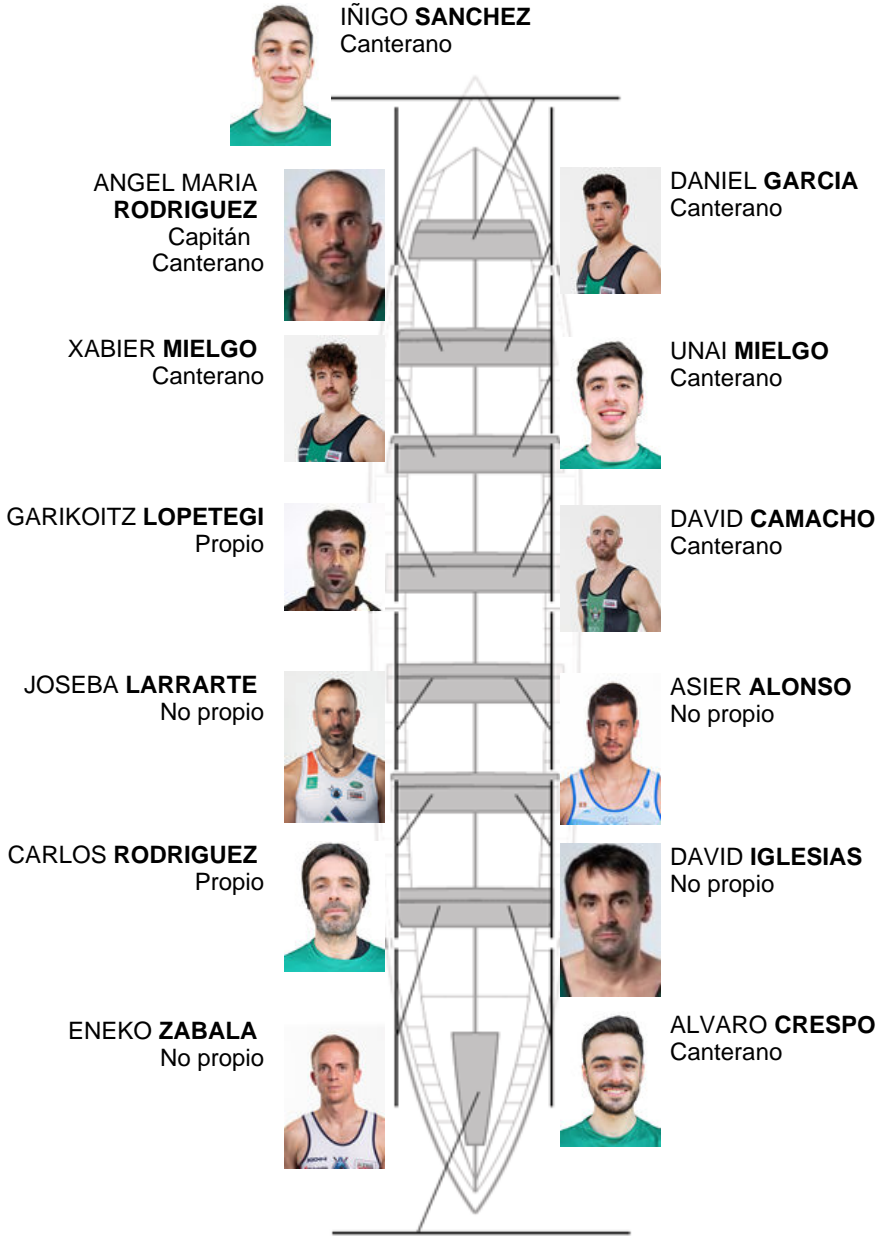 IÑIGO SANCHEZ
Canterano
ANGEL MARIA
RODRIGUEZ
Capitán
Canterano
DANIEL GARCIA
Canterano
XABIER MIELGO
Canterano
UNAI MIELGO
Canterano
GARIKOITZ LOPETEGI
Propio
DAVID CAMACHO
Canterano
JOSEBA LARRARTE
No propio
ASIER ALONSO
No propio
CARLOS RODRIGUEZ
Propio
DAVID IGLESIAS
No propio
ENEKO ZABALA
No propio
ALVARO CRESPO
Canterano